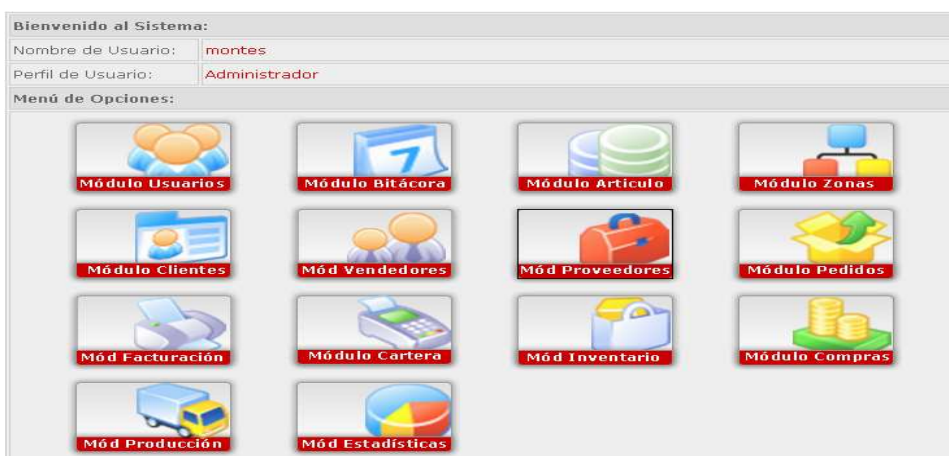 Bienvenido al Sistema:
Nombre de Usuario: montes
Perfil de Usuario: Administrador
Menú de Opciones:
7
Módulo Usuarios Módulo Bitácora Módulo Articulo Módulo Zonas
Módulo Clientes Mód Vendedores Mód Proveedores Módulo Pedidos
Mód Facturación Módulo Cartera Mód Inventario Módulo Compras
Mód Producción Mód Estadísticas